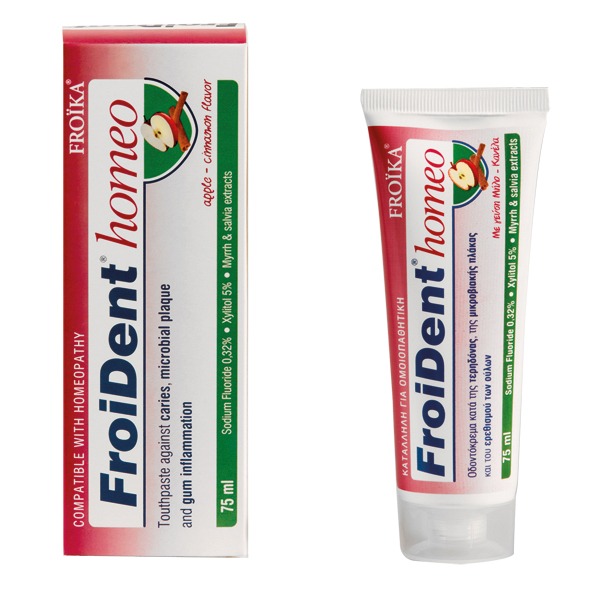 FROÏKA®
COMPATIBLE WITH HOMEOPATHY
FroiDent® homeo
apple - cinnamon flavor
Touthpaste against caries, microbial plaque
and gum inflammation
75 ml
Sodium Fluoride 0,32% • Xylitol 5% • Myrrh & salvia extracts
FROÏKA®
ΚΑΤΑΛΛΗΛΗ ΓΙΑ ΟΜΟΙΟΠΑΘΗΤΙΚΗ
FroiDent® homeo
Με γεύση Μήλο - Κανέλα
Οδοντόκρεμα κατά της τερηδόνας, της μικροβιακής πλάκας
και του ερεθισμού των ούλων
75 ml
Sodium Fluoride 0,32% • Xylitol 5% • Myrrh & salvia extracts